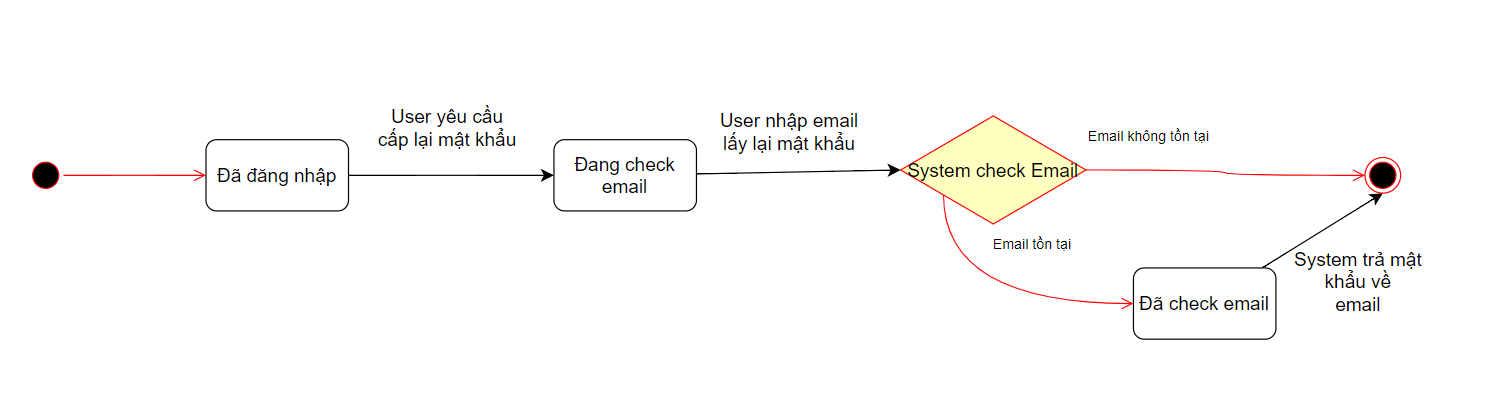 Đã đăng nhập
User yêu cầu
cấp lại mật khẩu
Đang check
email
User nhập email
lấy lại mật khẩu
System check Email
Email không tồn tại
Email tồn tại
Đã check email
System trả mật
khẩu về
email